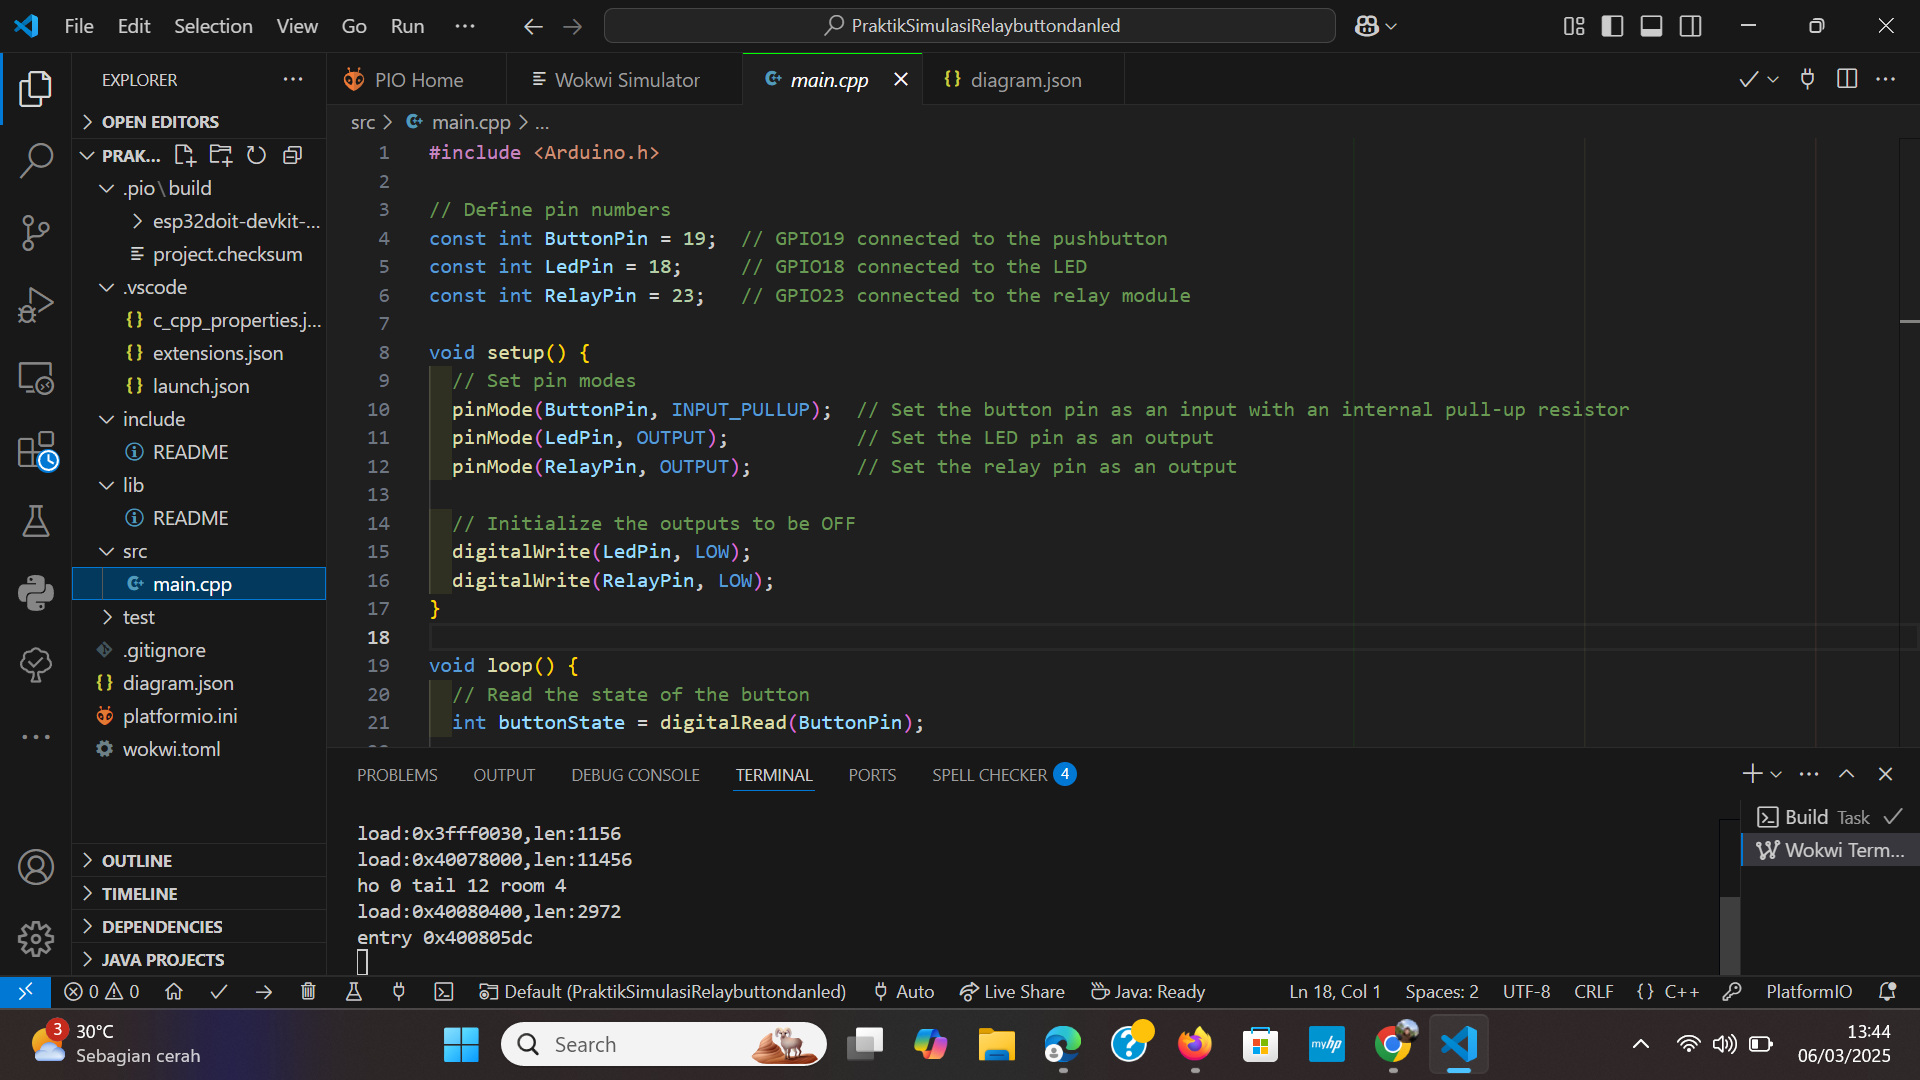 File Edit Selection View Go Run ··· PraktikSimulasiRelaybuttondanled
EXPLORER ···
PIO Home
Wokwi Simulator
main.cpp
diagram.json
OPEN EDITORS
PRAK...
.pio\build
esp32doit-devkit-...
project.checksum
.vscode
c_cpp_properties.j...
extensions.json
launch.json
include
README
lib
README
src
main.cpp
test
.gitignore
diagram.json
platformio.ini
wokwi.toml
OUTLINE
TIMELINE
DEPENDENCIES
JAVA PROJECTS
src > main.cpp > ...
1 #include <Arduino.h>
2
3 // Define pin numbers
4 const int ButtonPin = 19;  // GPIO19 connected to the pushbutton
5 const int LedPin = 18;     // GPIO18 connected to the LED
6 const int RelayPin = 23;   // GPIO23 connected to the relay module
7
8 void setup() {
9   // Set pin modes
10   pinMode(ButtonPin, INPUT_PULLUP);  // Set the button pin as an input with an internal pull-up resistor
11   pinMode(LedPin, OUTPUT);           // Set the LED pin as an output
12   pinMode(RelayPin, OUTPUT);         // Set the relay pin as an output
13
14   // Initialize the outputs to be OFF
15   digitalWrite(LedPin, LOW);
16   digitalWrite(RelayPin, LOW);
17 }
18
19 void loop() {
20   // Read the state of the button
21   int buttonState = digitalRead(ButtonPin);
PROBLEMS OUTPUT DEBUG CONSOLE TERMINAL PORTS SPELL CHECKER 4
load:0x3fff0030,len:1156
load:0x40078000,len:11456
ho 0 tail 12 room 4
load:0x40080400,len:2972
entry 0x400805dc
Build Task
Wokwi Term...
0 0 Default (PraktikSimulasiRelaybuttondanled) Auto Live Share Java: Ready Ln 18, Col 1 Spaces: 2 UTF-8 CRLF {} C++ PlatformIO
3
30°C
Sebagian cerah
Search
myhp
13:44
06/03/2025